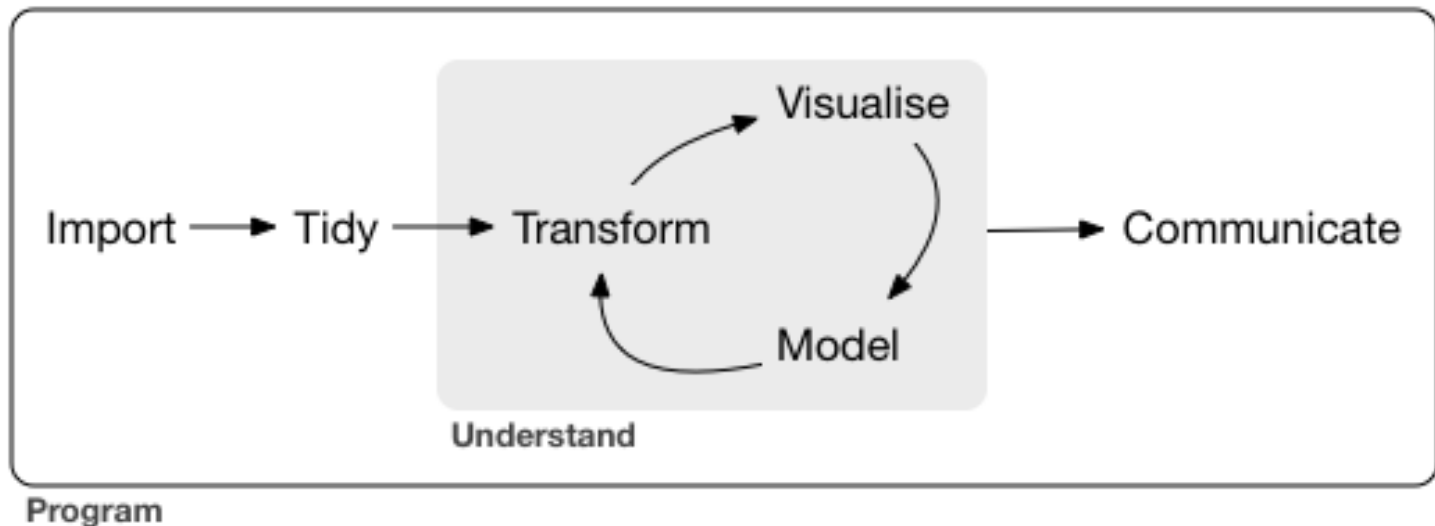 Visualise
Import
Tidy
Transform
Communicate
Model
Understand
Program